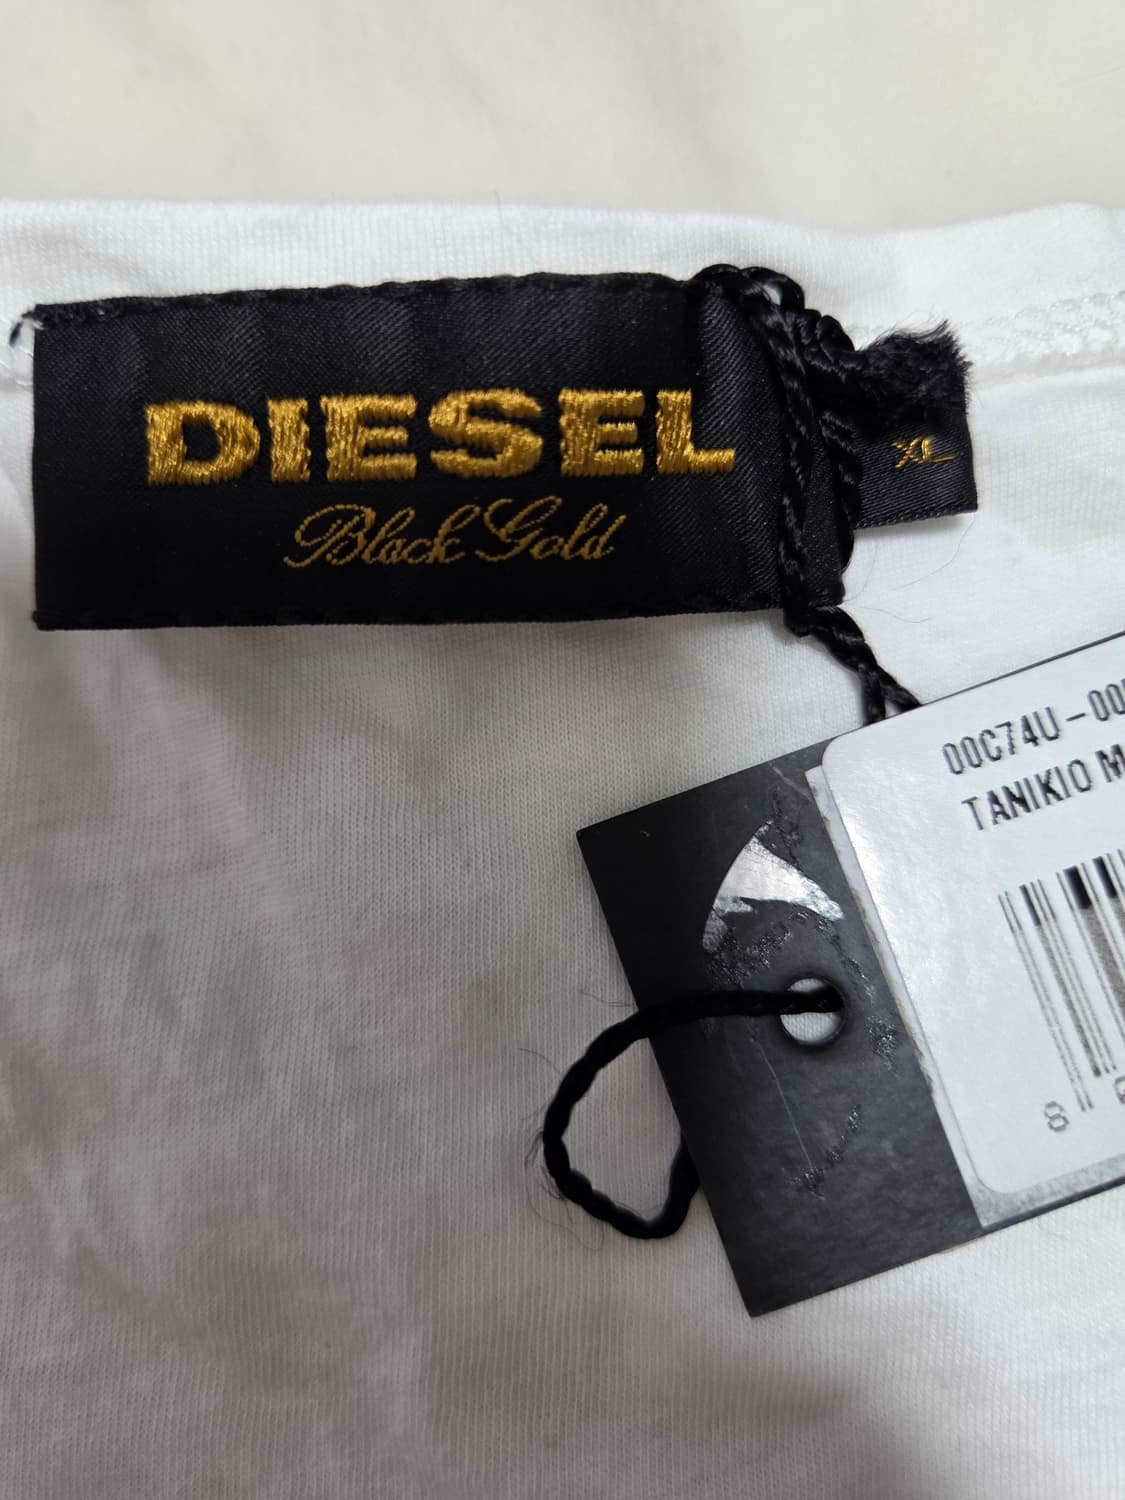 DIESEL
Black Gold
XL
00C74U-00
TANIKIO M
8